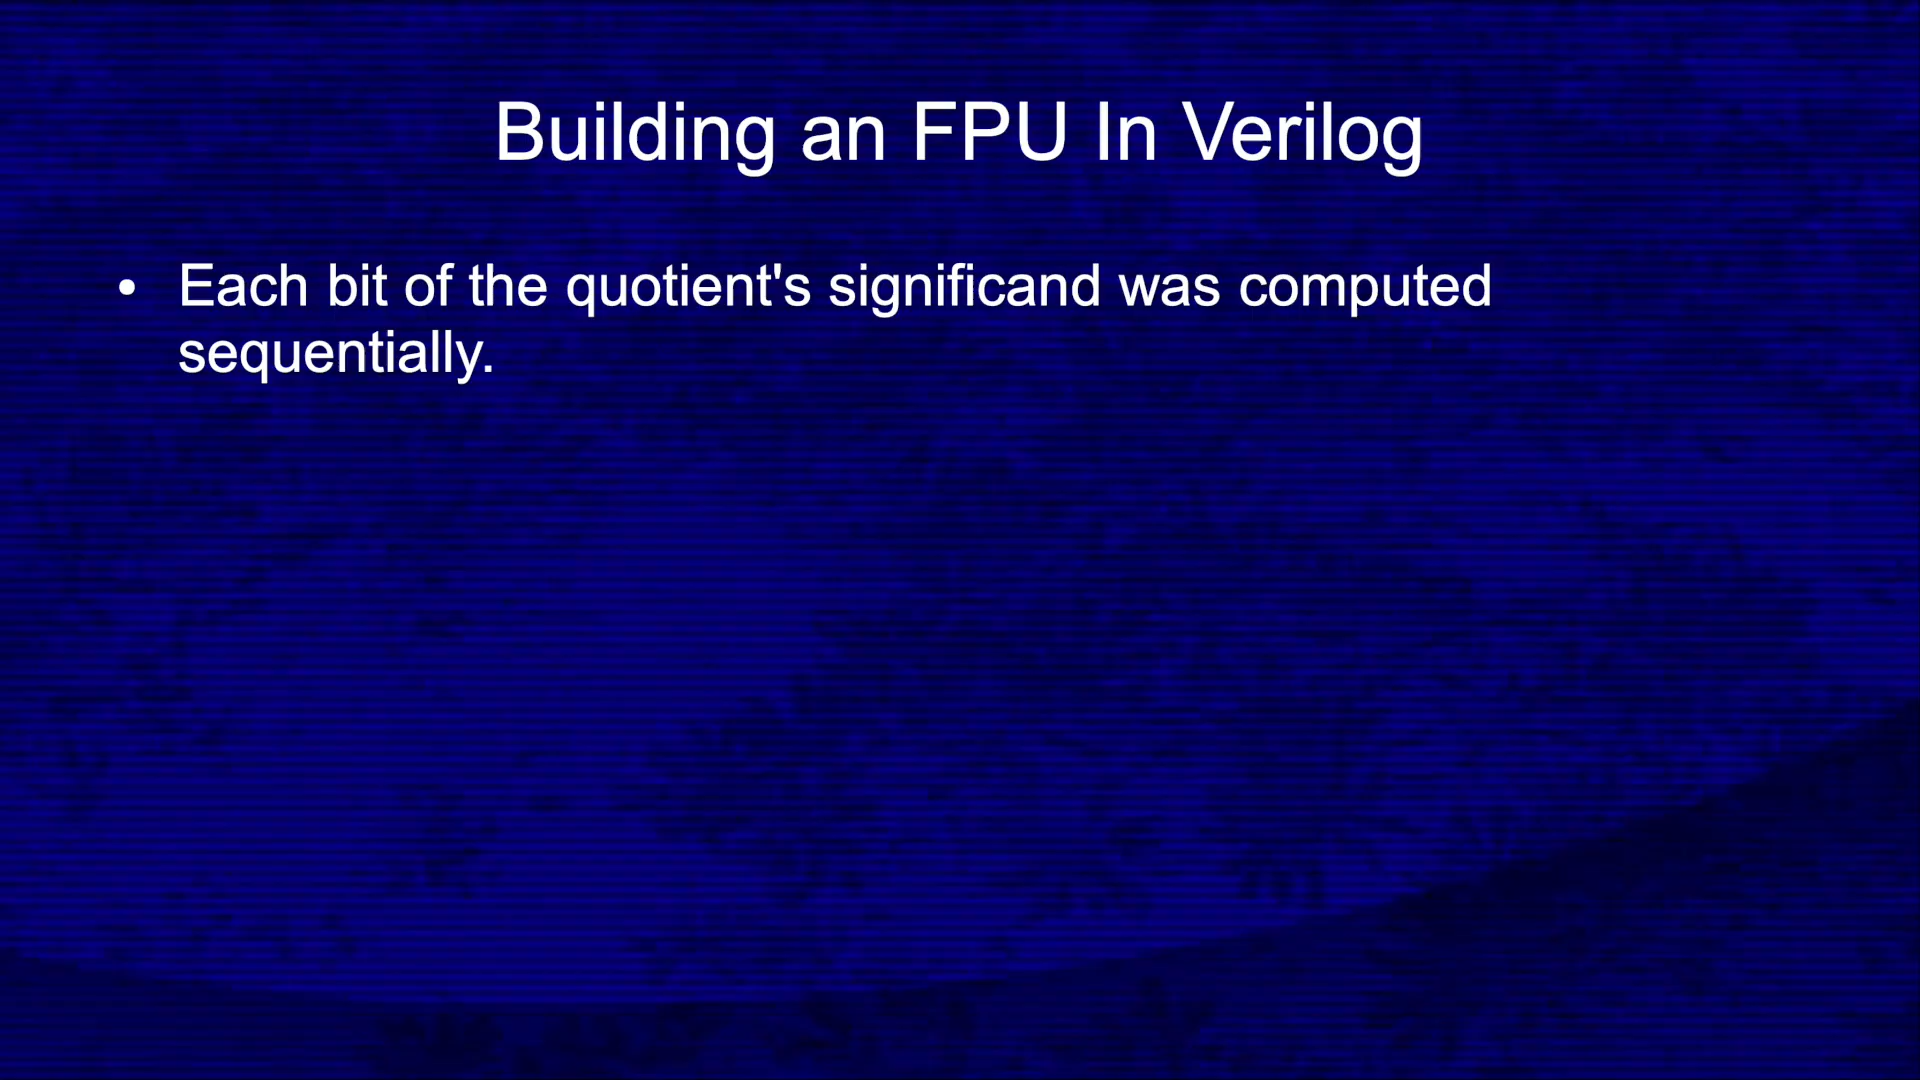 Building an FPU In Verilog
• Each bit of the quotient's significand was computed
sequentially.